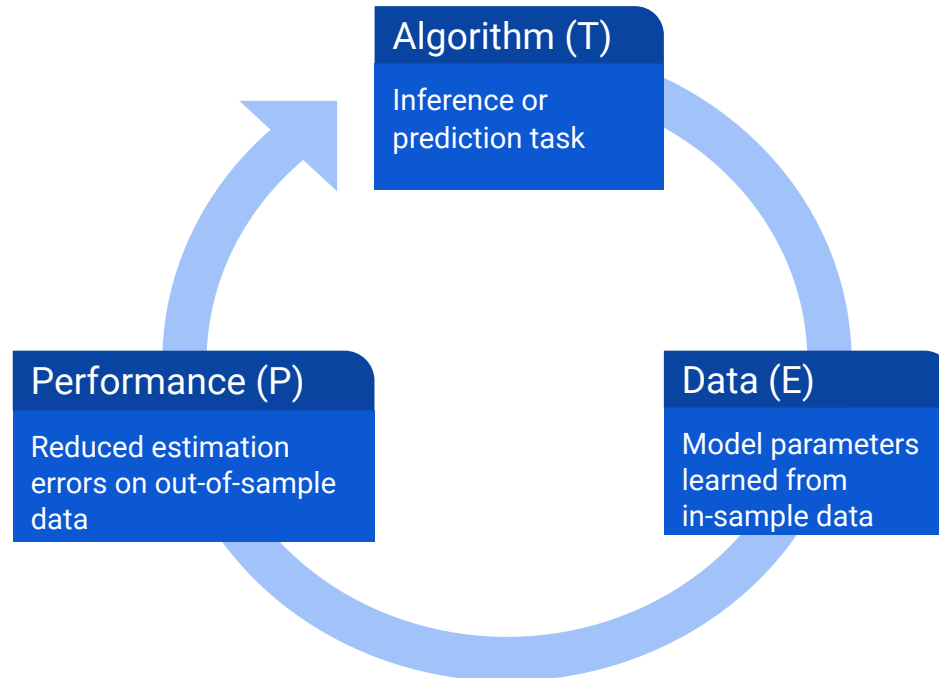 Algorithm (T)
Inference or
prediction task
Performance (P)
Reduced estimation
errors on out-of-sample
data
Data (E)
Model parameters
learned from
in-sample data